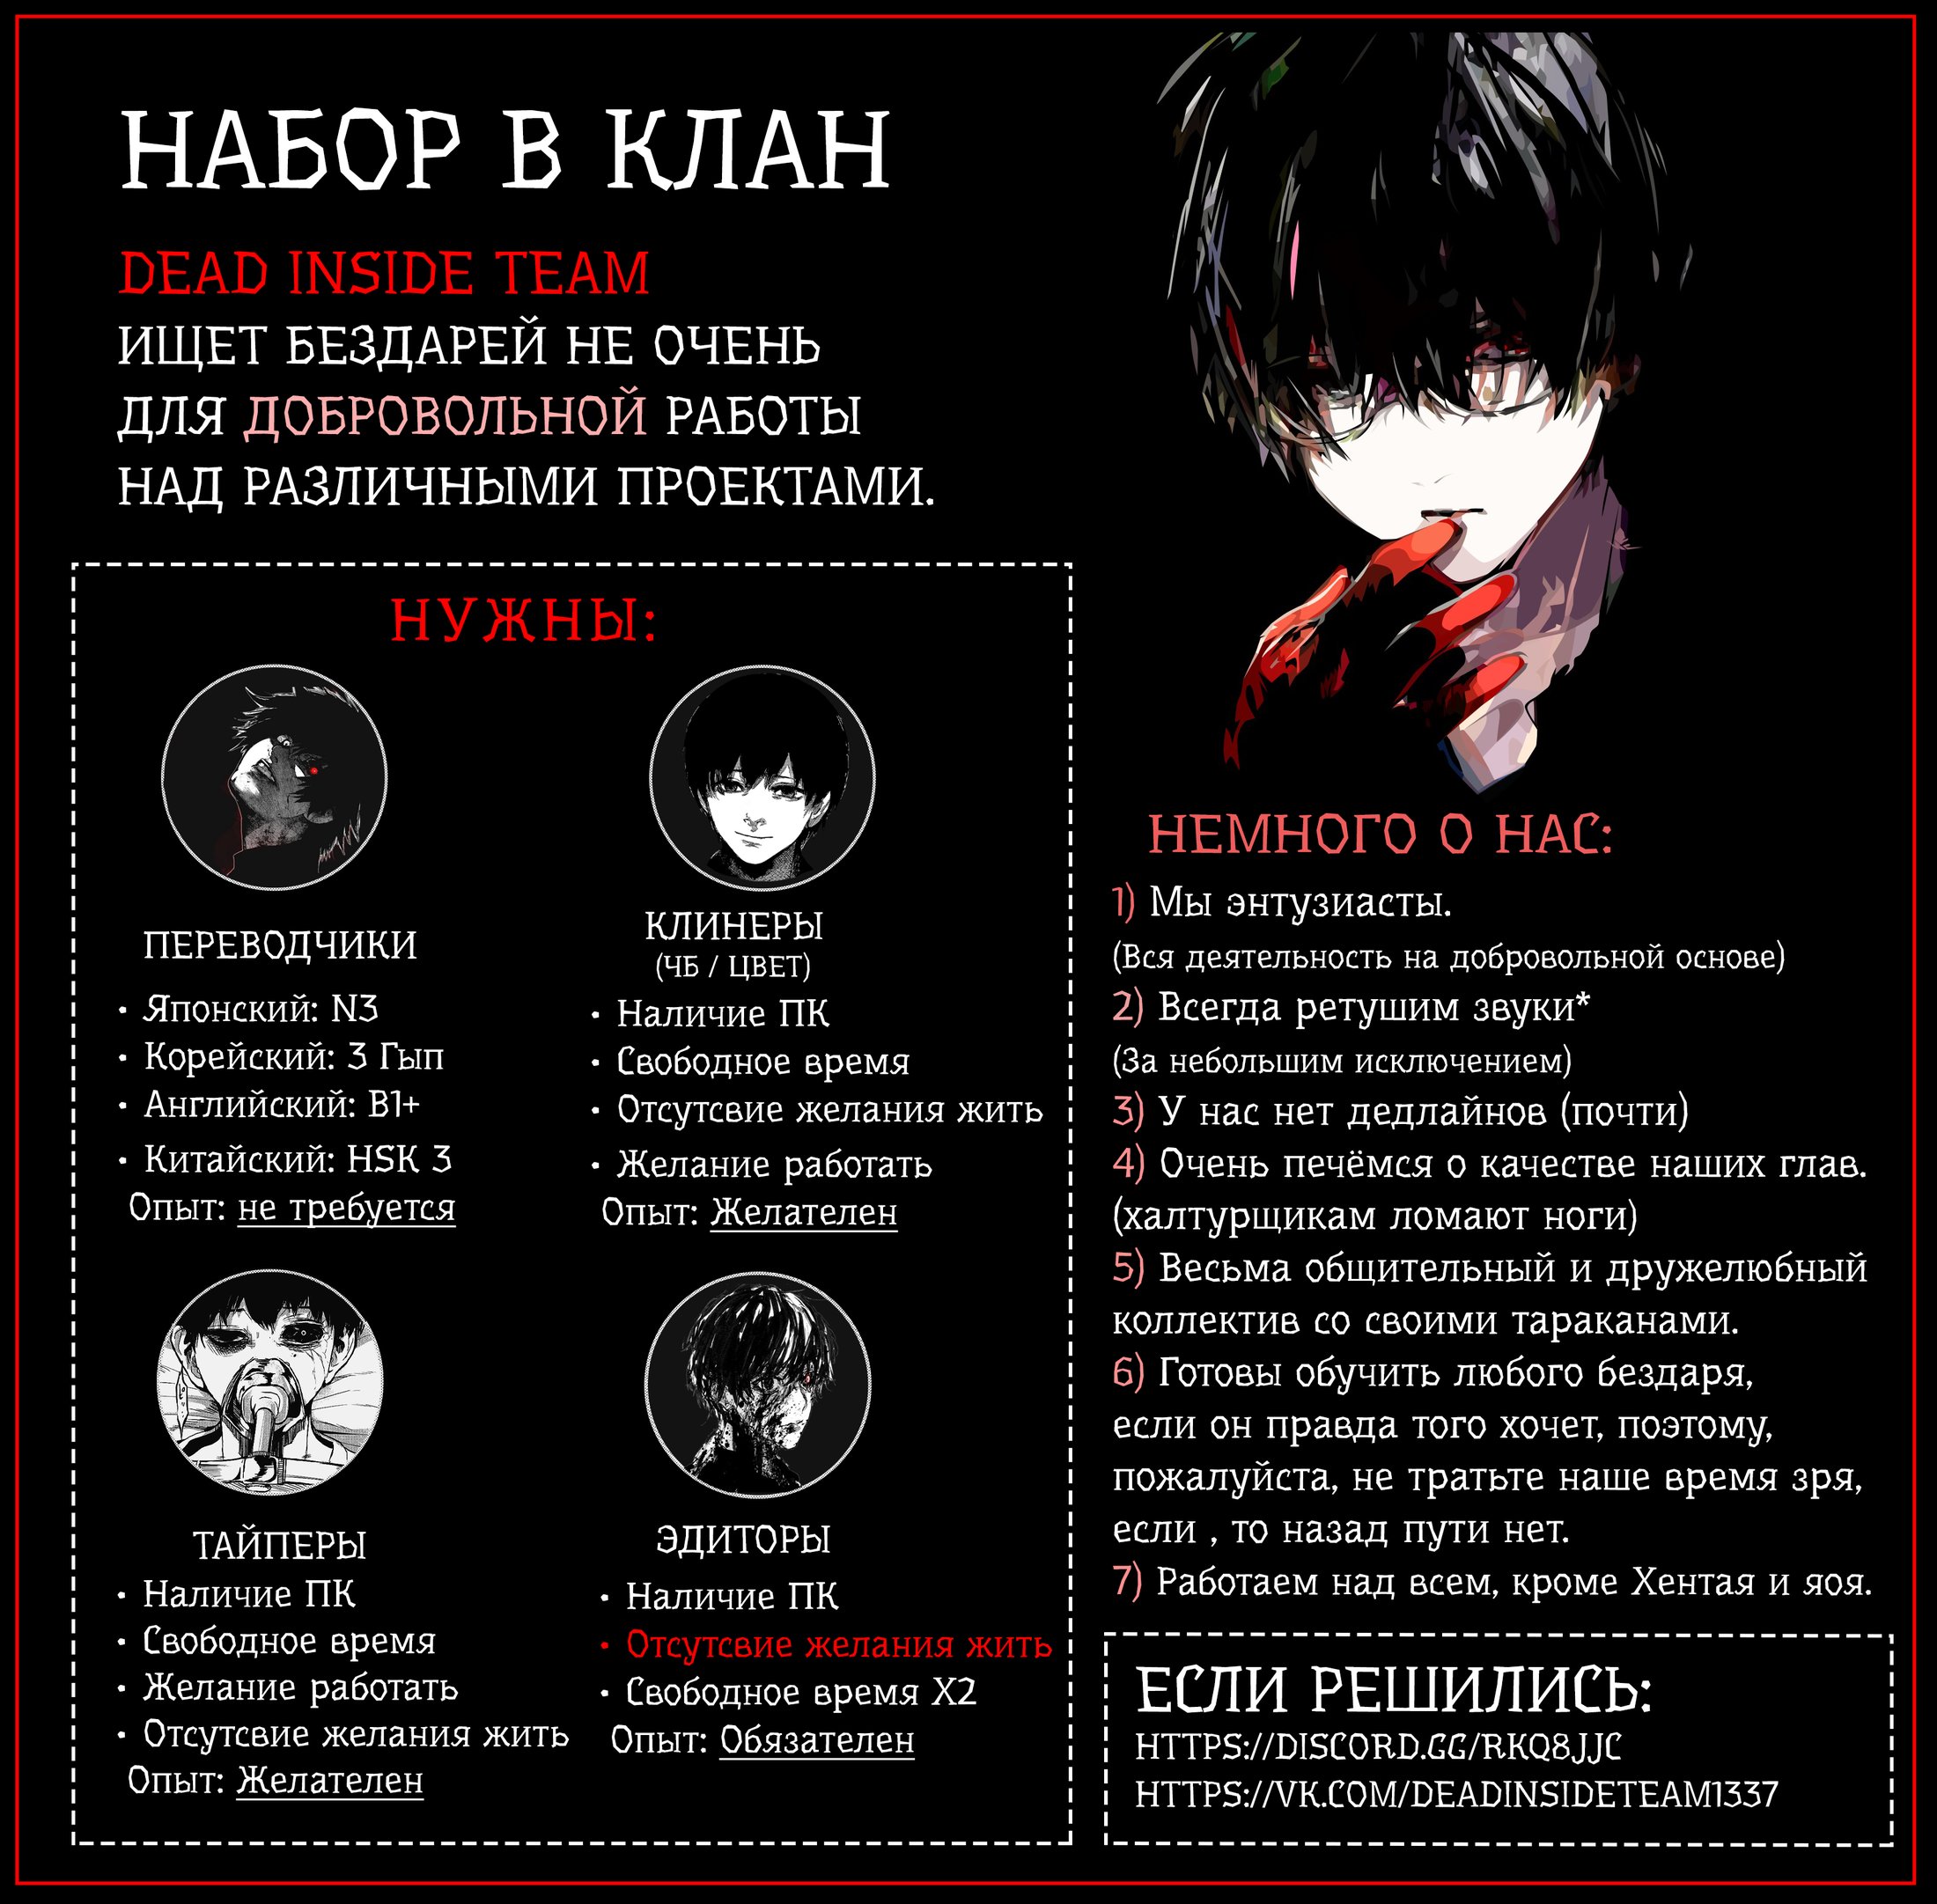 НАБОР В КЛАН
DEAD INSIDE TEAM
ИЩЕТ БЕЗДАРЕЙ НЕ ОЧЕНЬ
ДЛЯ ДОБРОВОЛЬНОЙ РАБОТЫ
НАД РАЗЛИЧНЫМИ ПРОЕКТАМИ.
НУЖНЫ:
ПЕРЕВОДЧИКИ
• Японский: N3
• Корейский: 3 Гып
• Английский: B1+
• Китайский: HSK 3
Опыт: не требуется
КЛИНЕРЫ
(ЧБ / ЦВЕТ)
• Наличие ПК
• Свободное время
• Отсутсвие желания жить
• Желание работать
Опыт: Желателен
ТАЙПЕРЫ
• Наличие ПК
• Свободное время
• Желание работать
• Отсутсвие желания жить
Опыт: Желателен
ЭДИТОРЫ
• Наличие ПК
• Отсутсвие желания жить
• Свободное время X2
Опыт: Обязателен
НЕМНОГО О НАС:
1) Мы энтузиасты.
(Вся деятельность на добровольной основе)
2) Всегда ретушим звуки*
(За небольшим исключением)
3) У нас нет дедлайнов (почти)
4) Очень печёмся о качестве наших глав.
(халтурщикам ломают ноги)
5) Весьма общительный и дружелюбный
коллектив со своими тараканами.
6) Готовы обучить любого бездаря,
если он правда того хочет, поэтому,
пожалуйста, не тратьте наше время зря,
если , то назад пути нет.
7) Работаем над всем, кроме Хентая и яоя.
ЕСЛИ РЕШИЛИСЬ:
HTTPS://DISCORD.GG/RKQ8JJC
HTTPS://VK.COM/DEADINSIDETEAM1337